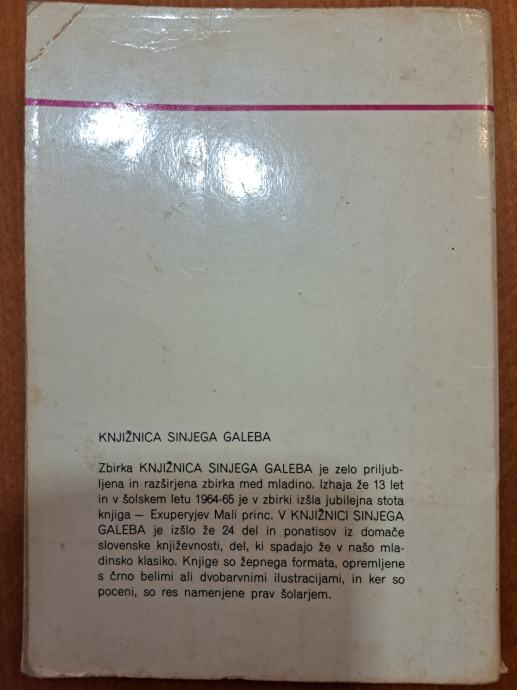 KNJIŽNICA SINJEGA GALEBA
Zbirka KNJIŽNICA SINJEGA GALEBA je zelo priljub-
ljena in razširjena zbirka med mladino. Izhaja že 13 let
in v šolskem letu 1964-65 je v zbirki izšla jubilejna stota
knjiga — Exuperyjev Mali princ. V KNJIŽNICI SINJEGA
GALEBA je izšlo že 24 del in ponatisov iz domače
slovenske književnosti, del, ki spadajo že v našo mla-
dinsko klasiko. Knjige so žepnega formata, opremljene
s črno belimi ali dvobarvnimi ilustracijami, in ker so
poceni, so res namenjene prav šolarjem.